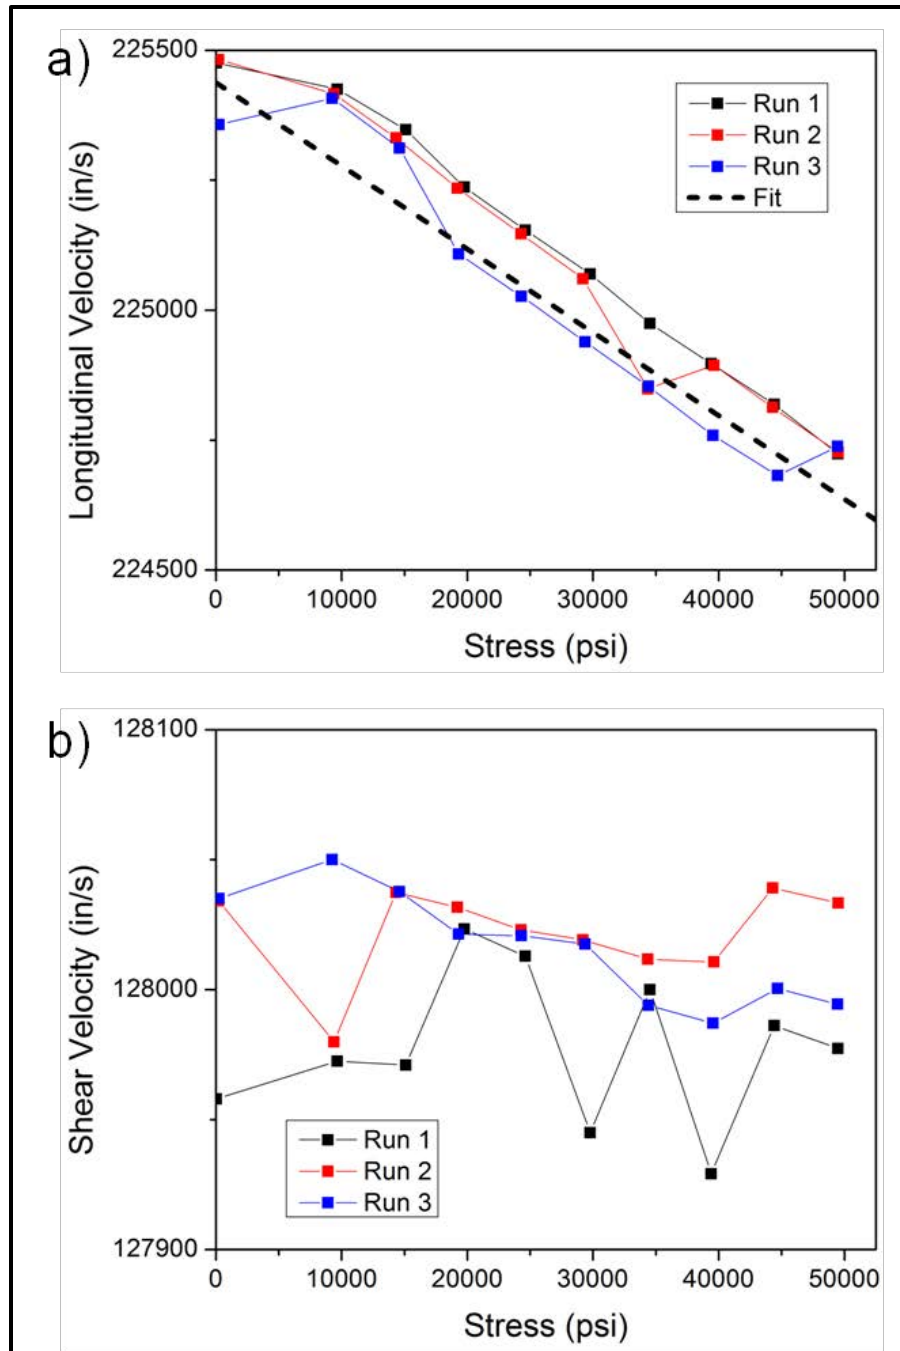 a)
225500
225000
224500
Longitudinal Velocity (in/s)
Run 1
Run 2
Run 3
Fit
0 10000 20000 30000 40000 50000
Stress (psi)
b)
128100
128000
127900
Shear Velocity (in/s)
Run 1
Run 2
Run 3
0 10000 20000 30000 40000 50000
Stress (psi)